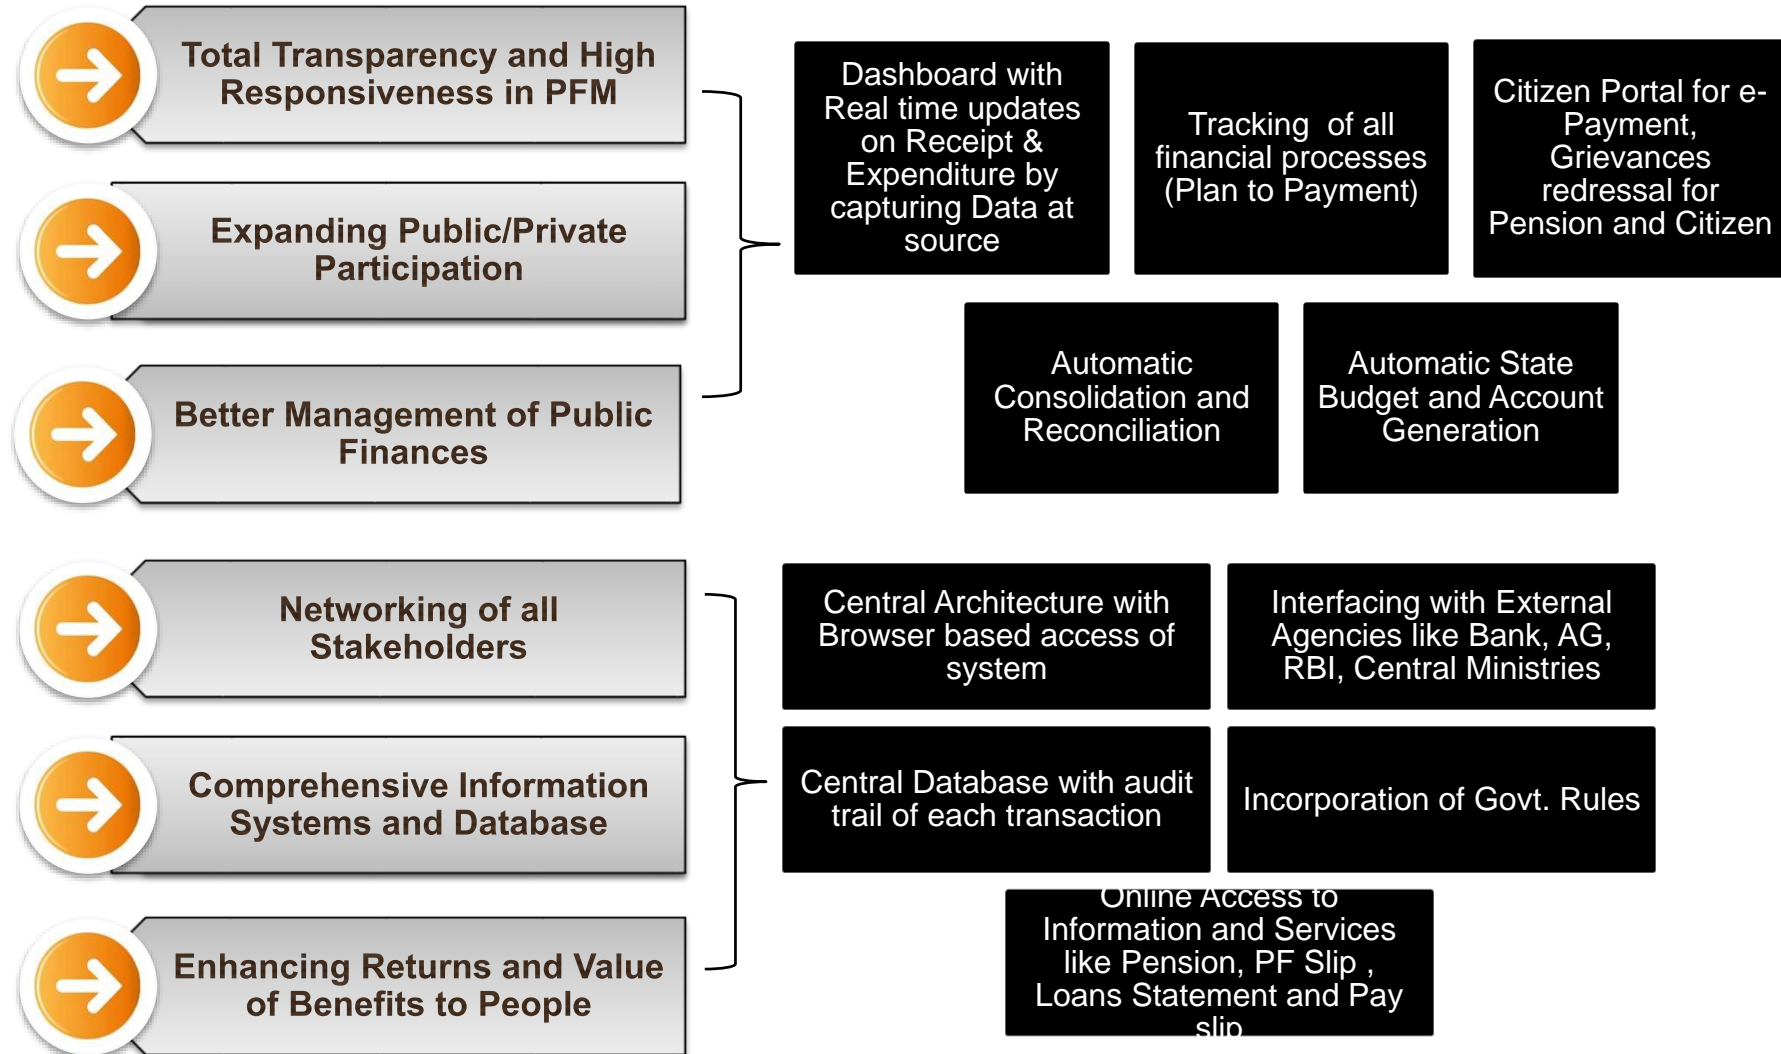 Total Transparency and High
Responsiveness in PFM
Expanding Public/Private
Participation
Better Management of Public
Finances
Dashboard with
Real time updates
on Receipt &
Expenditure by
capturing Data at
source
Tracking  of all
financial processes
(Plan to Payment)
Citizen Portal for e-
Payment,
Grievances
redressal for
Pension and Citizen
Automatic
Consolidation and
Reconciliation
Automatic State
Budget and Account
Generation
Networking of all
Stakeholders
Comprehensive Information
Systems and Database
Enhancing Returns and Value
of Benefits to People
Central Architecture with
Browser based access of
system
Interfacing with External
Agencies like Bank, AG,
RBI, Central Ministries
Central Database with audit
trail of each transaction
Incorporation of Govt. Rules
Online Access to
Information and Services
like Pension, PF Slip ,
Loans Statement and Pay
slip